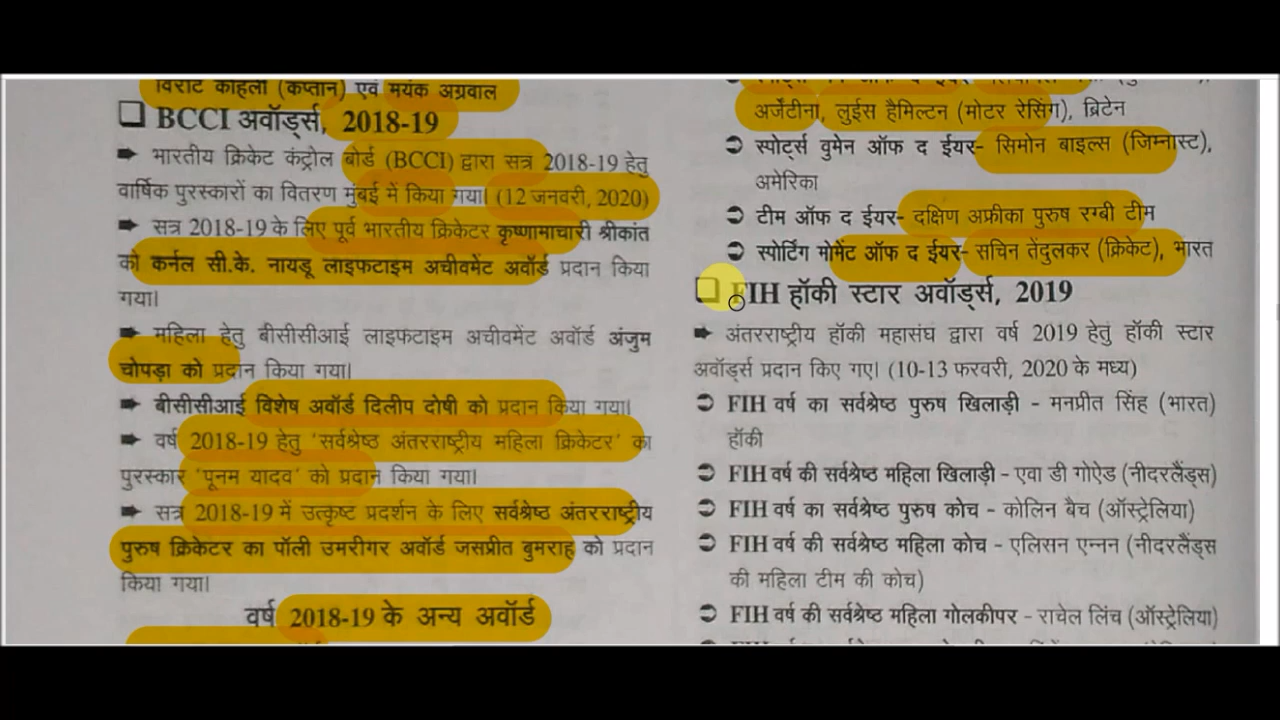 विराट कोहली (कप्तान) एवं मयंक अग्रवाल
❑ BCCI अवॉर्ड्स, 2018-19
➨ भारतीय क्रिकेट कंट्रोल बोर्ड (BCCI) द्वारा सत्र 2018-19 हेतु
वार्षिक पुरस्कारों का वितरण मुंबई में किया गया। (12 जनवरी, 2020)
➨ सत्र 2018-19 के लिए पूर्व भारतीय क्रिकेटर कृष्णामाचारी श्रीकांत
को कर्नल सी.के. नायडू लाइफटाइम अचीवमेंट अवॉर्ड प्रदान किया
गया।
➨ महिला हेतु बीसीसीआई लाइफटाइम अचीवमेंट अवॉर्ड अंजुम
चोपड़ा को प्रदान किया गया।
➨ बीसीसीआई विशेष अवॉर्ड दिलीप दोषी को प्रदान किया गया।
➨ वर्ष 2018-19 हेतु 'सर्वश्रेष्ठ अंतरराष्ट्रीय महिला क्रिकेटर' का
पुरस्कार 'पूनम यादव' को प्रदान किया गया।
➨ सत्र 2018-19 में उत्कृष्ट प्रदर्शन के लिए सर्वश्रेष्ठ अंतरराष्ट्रीय
पुरुष क्रिकेटर का पॉली उमरीगर अवॉर्ड जसप्रीत बुमराह को प्रदान
किया गया।
वर्ष 2018-19 के अन्य अवॉर्ड
अर्जेंटीना, लुईस हैमिल्टन (मोटर रेसिंग), ब्रिटेन
➲ स्पोर्ट्स वुमेन ऑफ द ईयर- सिमोन बाइल्स (जिम्नास्ट),
अमेरिका
➲ टीम ऑफ द ईयर- दक्षिण अफ्रीका पुरुष रग्बी टीम
➲ स्पोर्टिंग मोमेंट ऑफ द ईयर- सचिन तेंदुलकर (क्रिकेट), भारत
❑ FIH हॉकी स्टार अवॉर्ड्स, 2019
➨ अंतरराष्ट्रीय हॉकी महासंघ द्वारा वर्ष 2019 हेतु हॉकी स्टार
अवॉर्ड्स प्रदान किए गए। (10-13 फरवरी, 2020 के मध्य)
➲ FIH वर्ष का सर्वश्रेष्ठ पुरुष खिलाड़ी - मनप्रीत सिंह (भारत)
हॉकी
➲ FIH वर्ष की सर्वश्रेष्ठ महिला खिलाड़ी - एवा डी गोऐड (नीदरलैंड्स)
➲ FIH वर्ष का सर्वश्रेष्ठ पुरुष कोच - कोलिन बैच (ऑस्ट्रेलिया)
➲ FIH वर्ष की सर्वश्रेष्ठ महिला कोच - एलिसन एन्नन (नीदरलैंड्स
की महिला टीम की कोच)
➲ FIH वर्ष की सर्वश्रेष्ठ महिला गोलकीपर - राचेल लिंच (ऑस्ट्रेलिया)